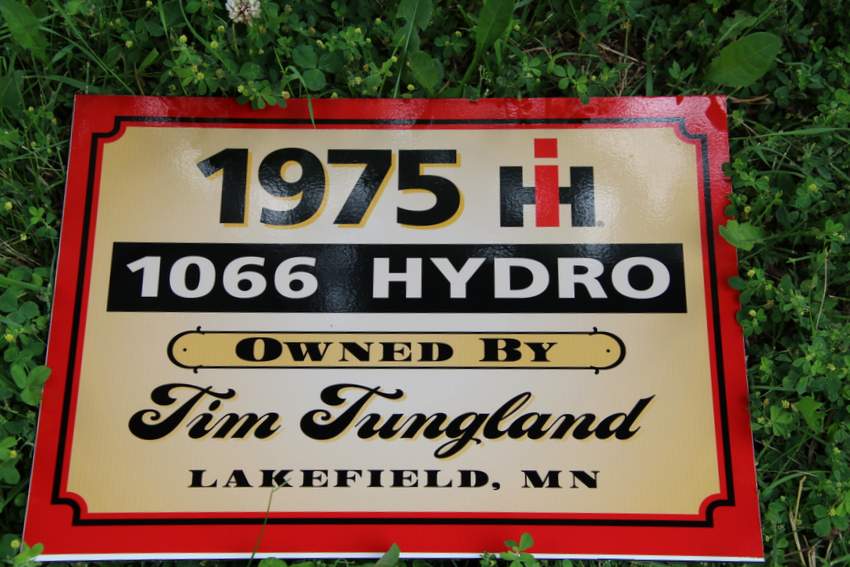 1975 IH
1066 HYDRO
OWNED BY
Tim Tungland
LAKEFIELD, MN